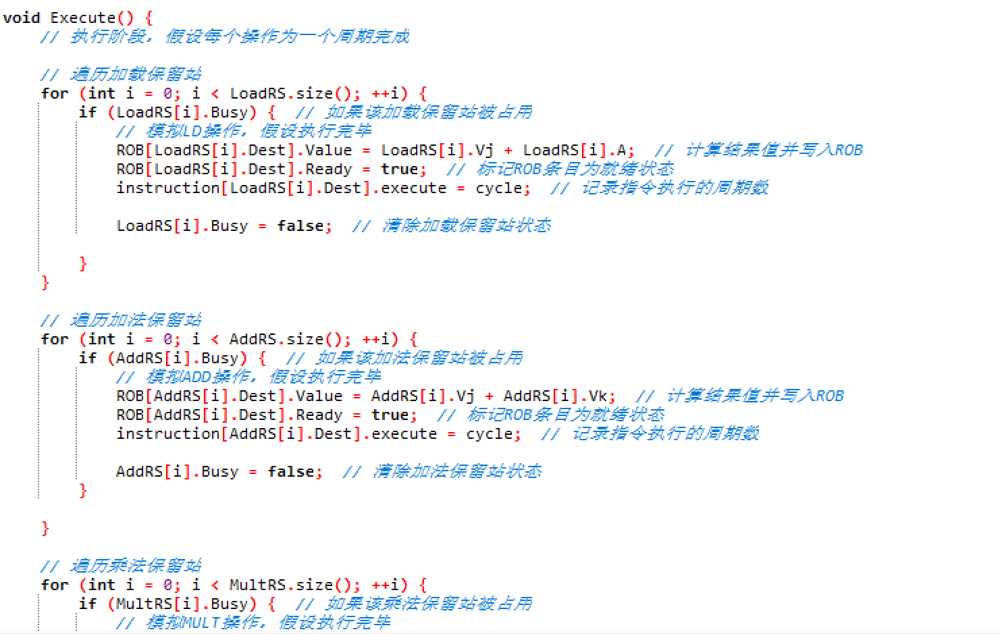 void Execute() {
// 执行阶段，假设每个操作为一个周期完成
// 遍历加载保留站
for (int i = 0; i < LoadRS.size(); ++i) {
if (LoadRS[i].Busy) {  // 如果该加载保留站被占用
// 模拟LD操作，假设执行完毕
ROB[LoadRS[i].Dest].Value = LoadRS[i].Vj + LoadRS[i].A;  // 计算结果值并写入ROB
ROB[LoadRS[i].Dest].Ready = true;  // 标记ROB条目为就绪状态
instruction[LoadRS[i].Dest].execute = cycle;  // 记录指令执行的周期数
LoadRS[i].Busy = false;  // 清除加载保留站状态
}
}
// 遍历加法保留站
for (int i = 0; i < AddRS.size(); ++i) {
if (AddRS[i].Busy) {  // 如果该加法保留站被占用
// 模拟ADD操作，假设执行完毕
ROB[AddRS[i].Dest].Value = AddRS[i].Vj + AddRS[i].Vk;  // 计算结果值并写入ROB
ROB[AddRS[i].Dest].Ready = true;  // 标记ROB条目为就绪状态
instruction[AddRS[i].Dest].execute = cycle;  // 记录指令执行的周期数
AddRS[i].Busy = false;  // 清除加法保留站状态
}
}
// 遍历乘法保留站
for (int i = 0; i < MultRS.size(); ++i) {
if (MultRS[i].Busy) {  // 如果该乘法保留站被占用
// 模拟MULT操作，假设执行完毕